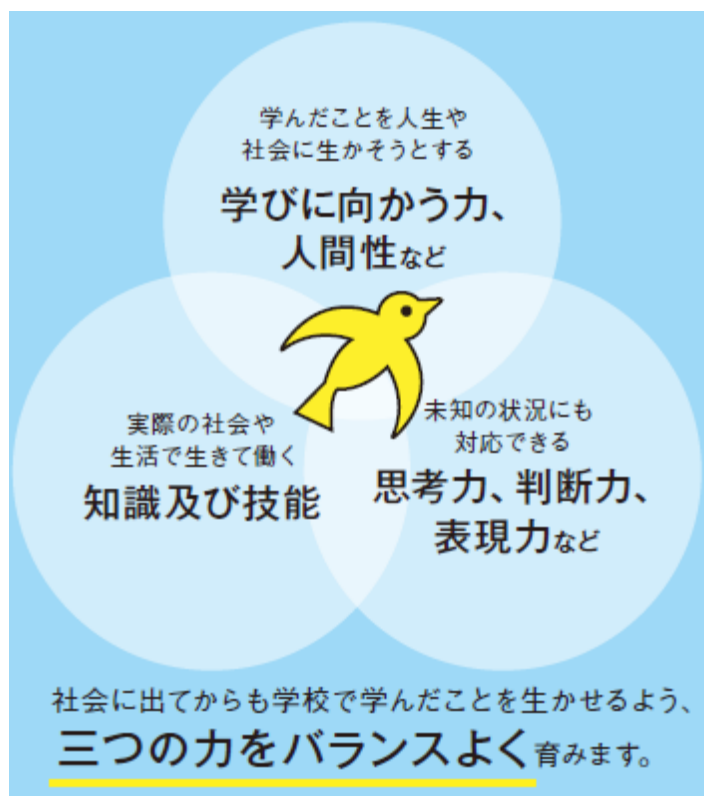 学んだことを人生や
社会に生かそうとする
学びに向かう力、
人間性など
実際の社会や
生活で生きて働く
知識及び技能
未知の状況にも
対応できる
思考力、判断力、
表現力など
社会に出てからも学校で学んだことを生かせるよう、
三つの力をバランスよく育みます。